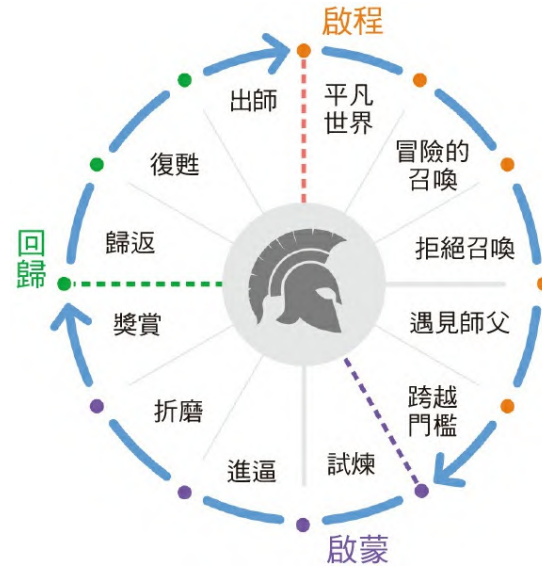 啟程
平凡
世界
冒險的
召喚
拒絕召喚
遇見師父
跨越
門檻
啟蒙
試煉
進逼
折磨
獎賞
回歸
歸返
復甦
出師